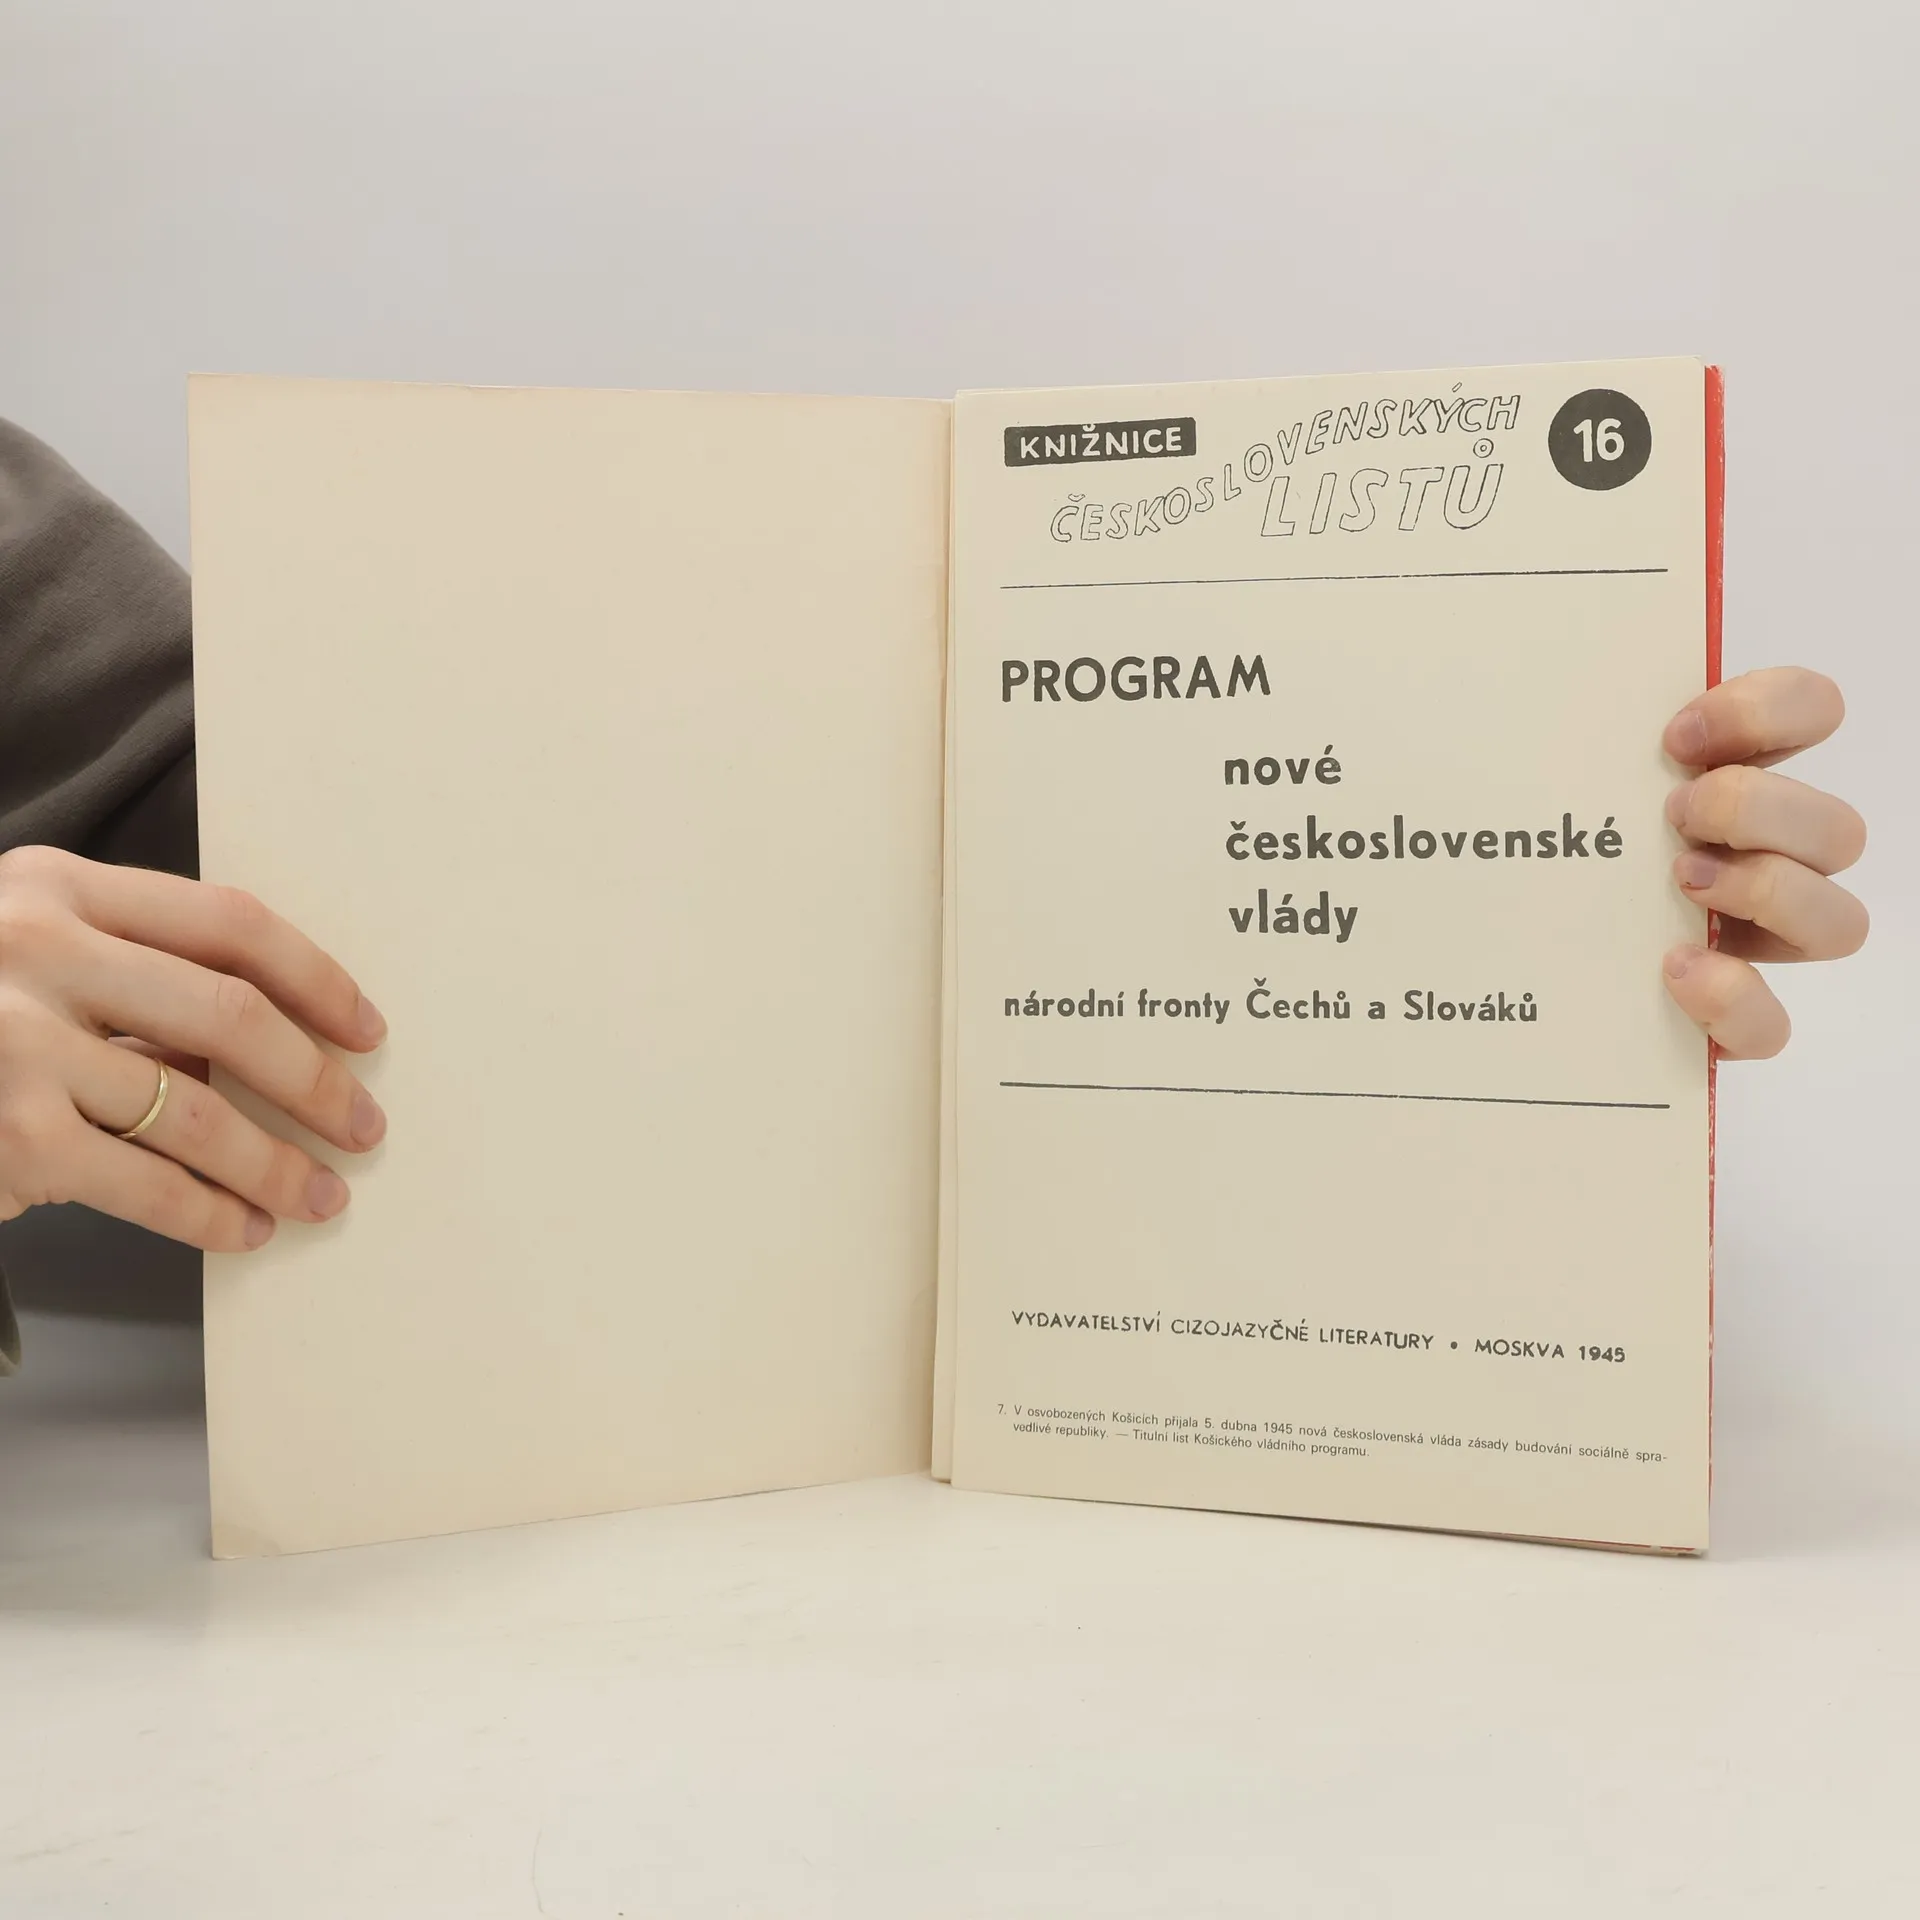 KNIŽNICE
ČESKOSLOVENSKÝCH
LISTŮ
16
PROGRAM
nové
československé
vlády
národní fronty Čechů a Slováků
VYDAVATELSTVÍ CIZOJAZYČNÉ LITERATURY • MOSKVA 1945
7. V osvobozených Košicích přijala 5. dubna 1945 nová československá vláda zásady budování sociálně spra-
vedlivé republiky. — Titulní list Košického vládního programu.